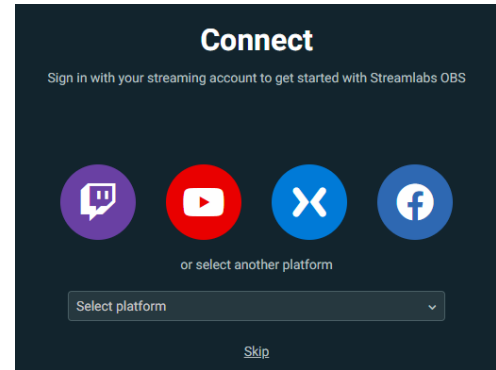 Connect
Sign in with your streaming account to get started with Streamlabs OBS
or select another platform
Select platform
Skip